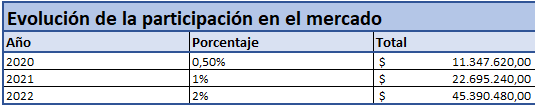 Evolución de la participación en el mercado
Año Porcentaje Total
2020 0,50% $ 11.347.620,00
2021 1% $ 22.695.240,00
2022 2% $ 45.390.480,00